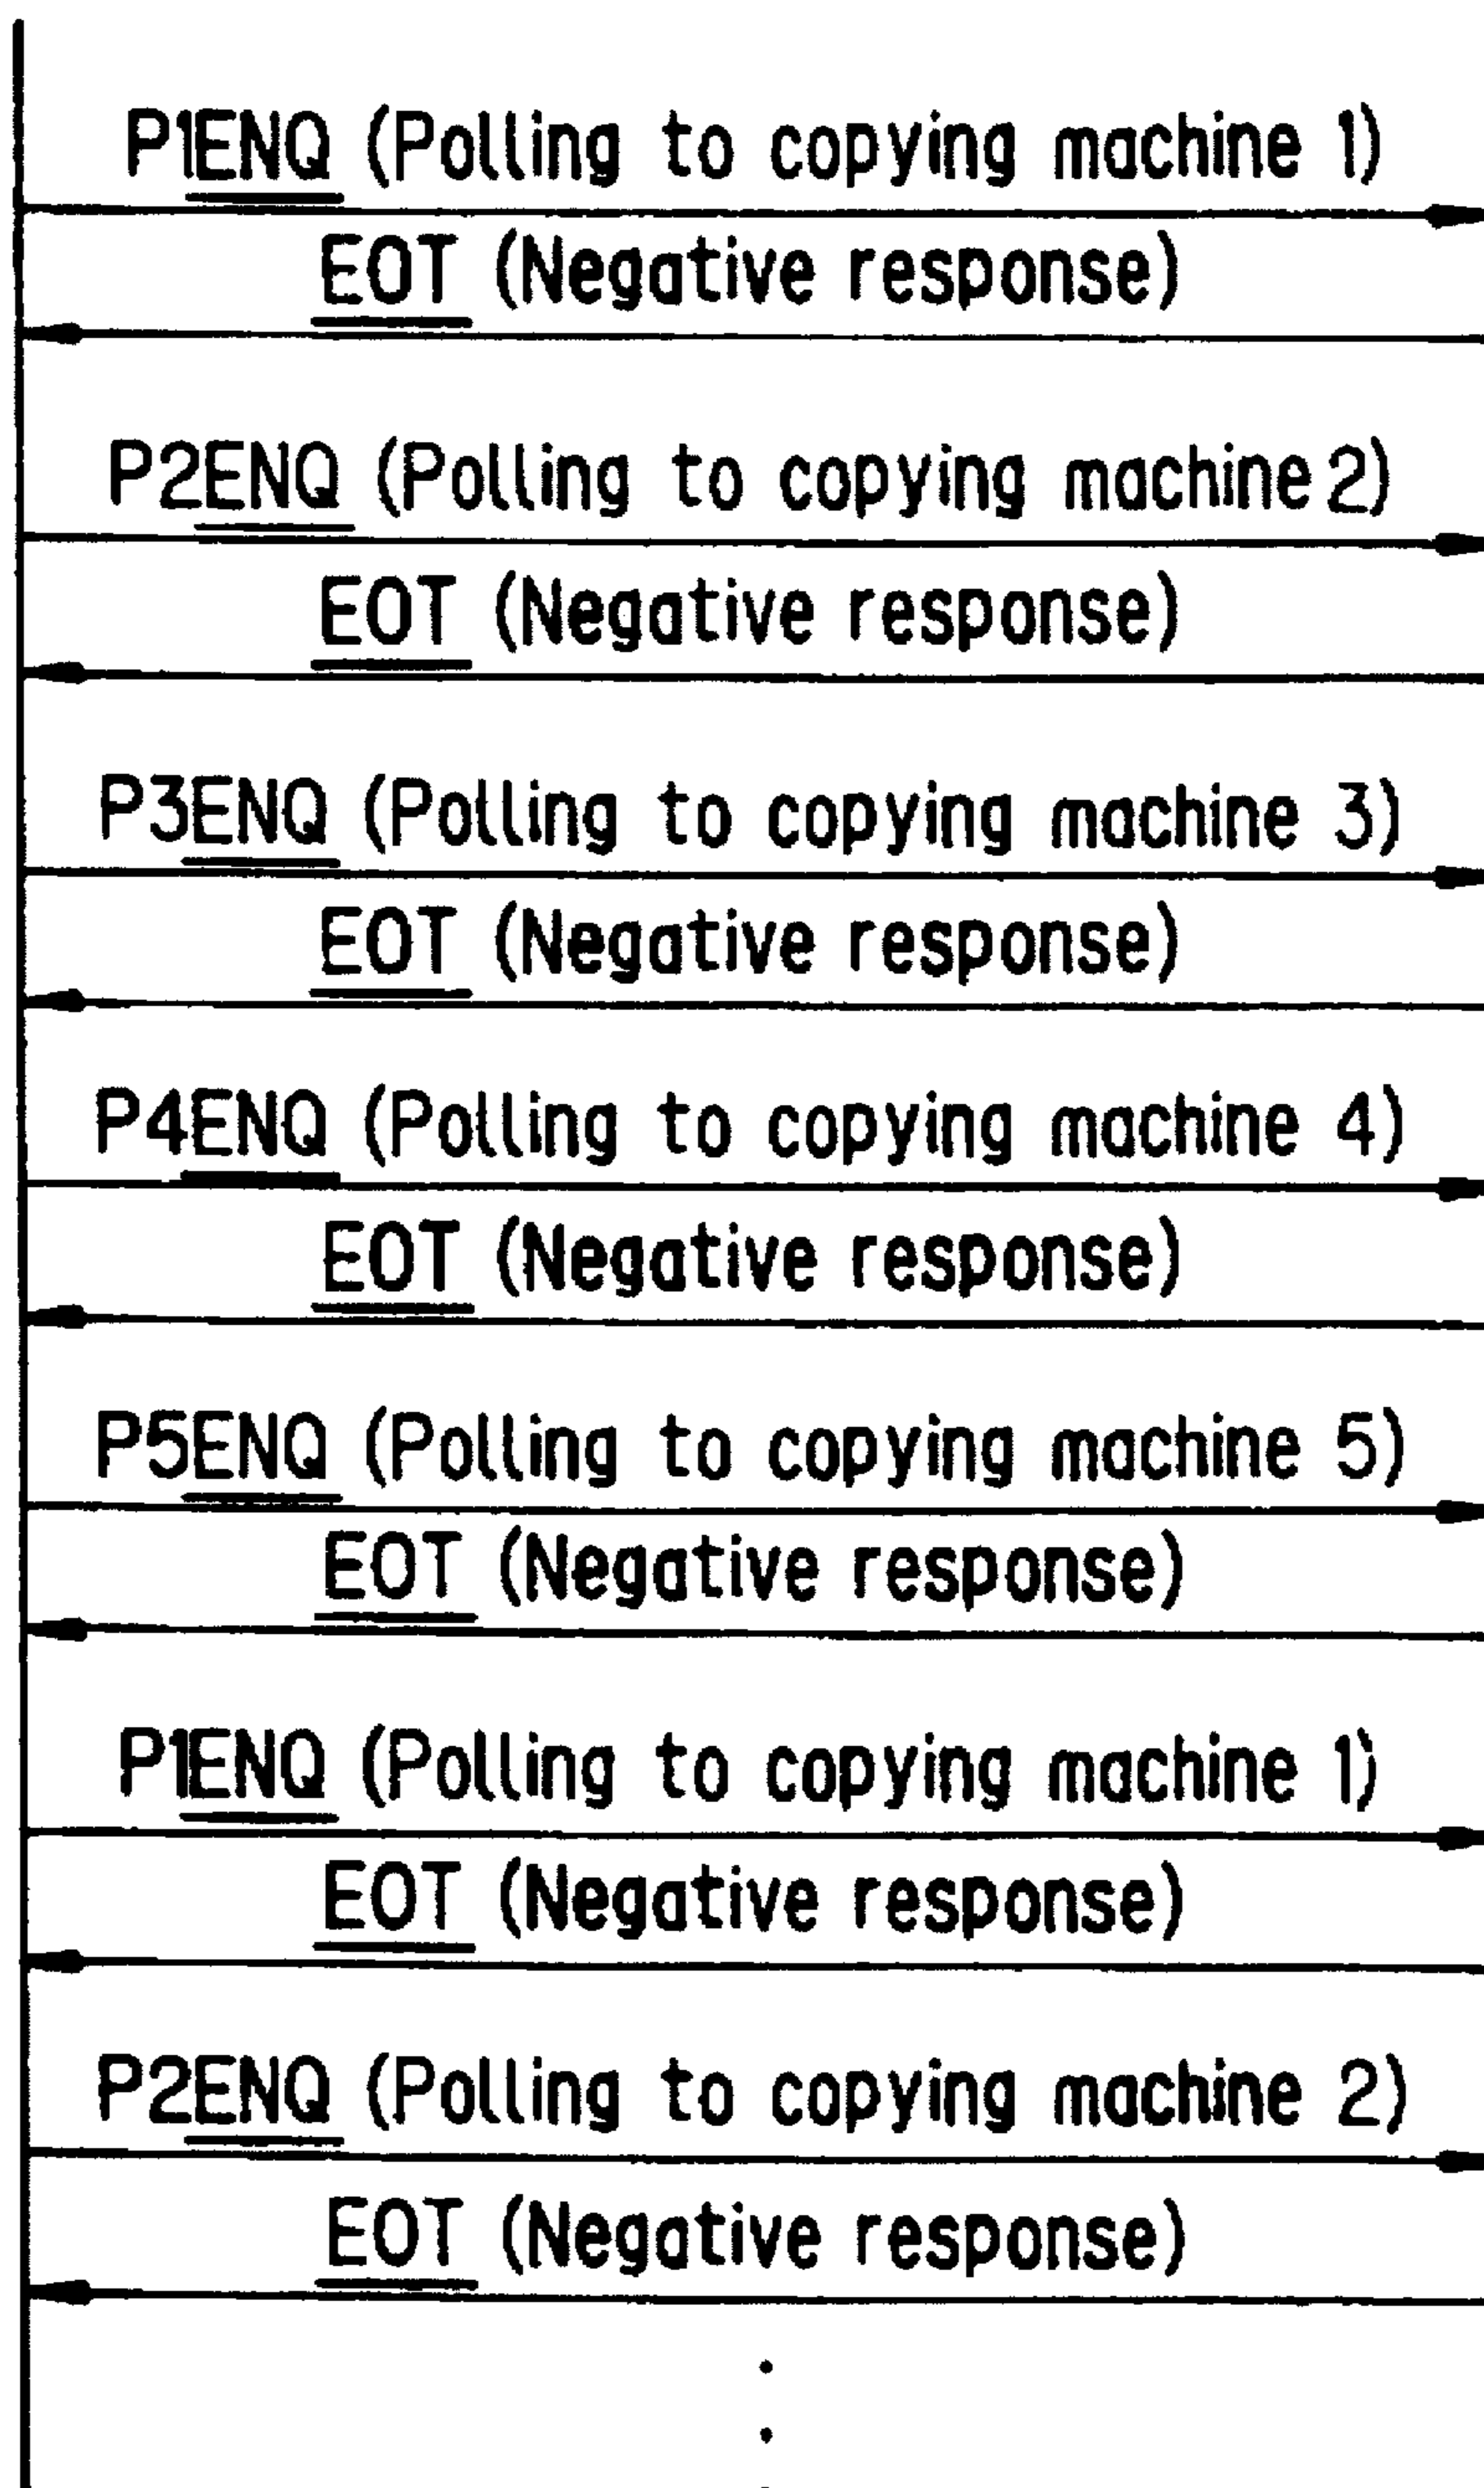 P1ENQ (Polling to copying machine 1)
EOT (Negative response)
P2ENQ (Polling to copying machine 2)
EOT (Negative response)
P3ENQ (Polling to copying machine 3)
EOT (Negative response)
P4ENQ (Polling to copying machine 4)
EOT (Negative response)
P5ENQ (Polling to copying machine 5)
EOT (Negative response)
P1ENQ (Polling to copying machine 1)
EOT (Negative response)
P2ENQ (Polling to copying machine 2)
EOT (Negative response)